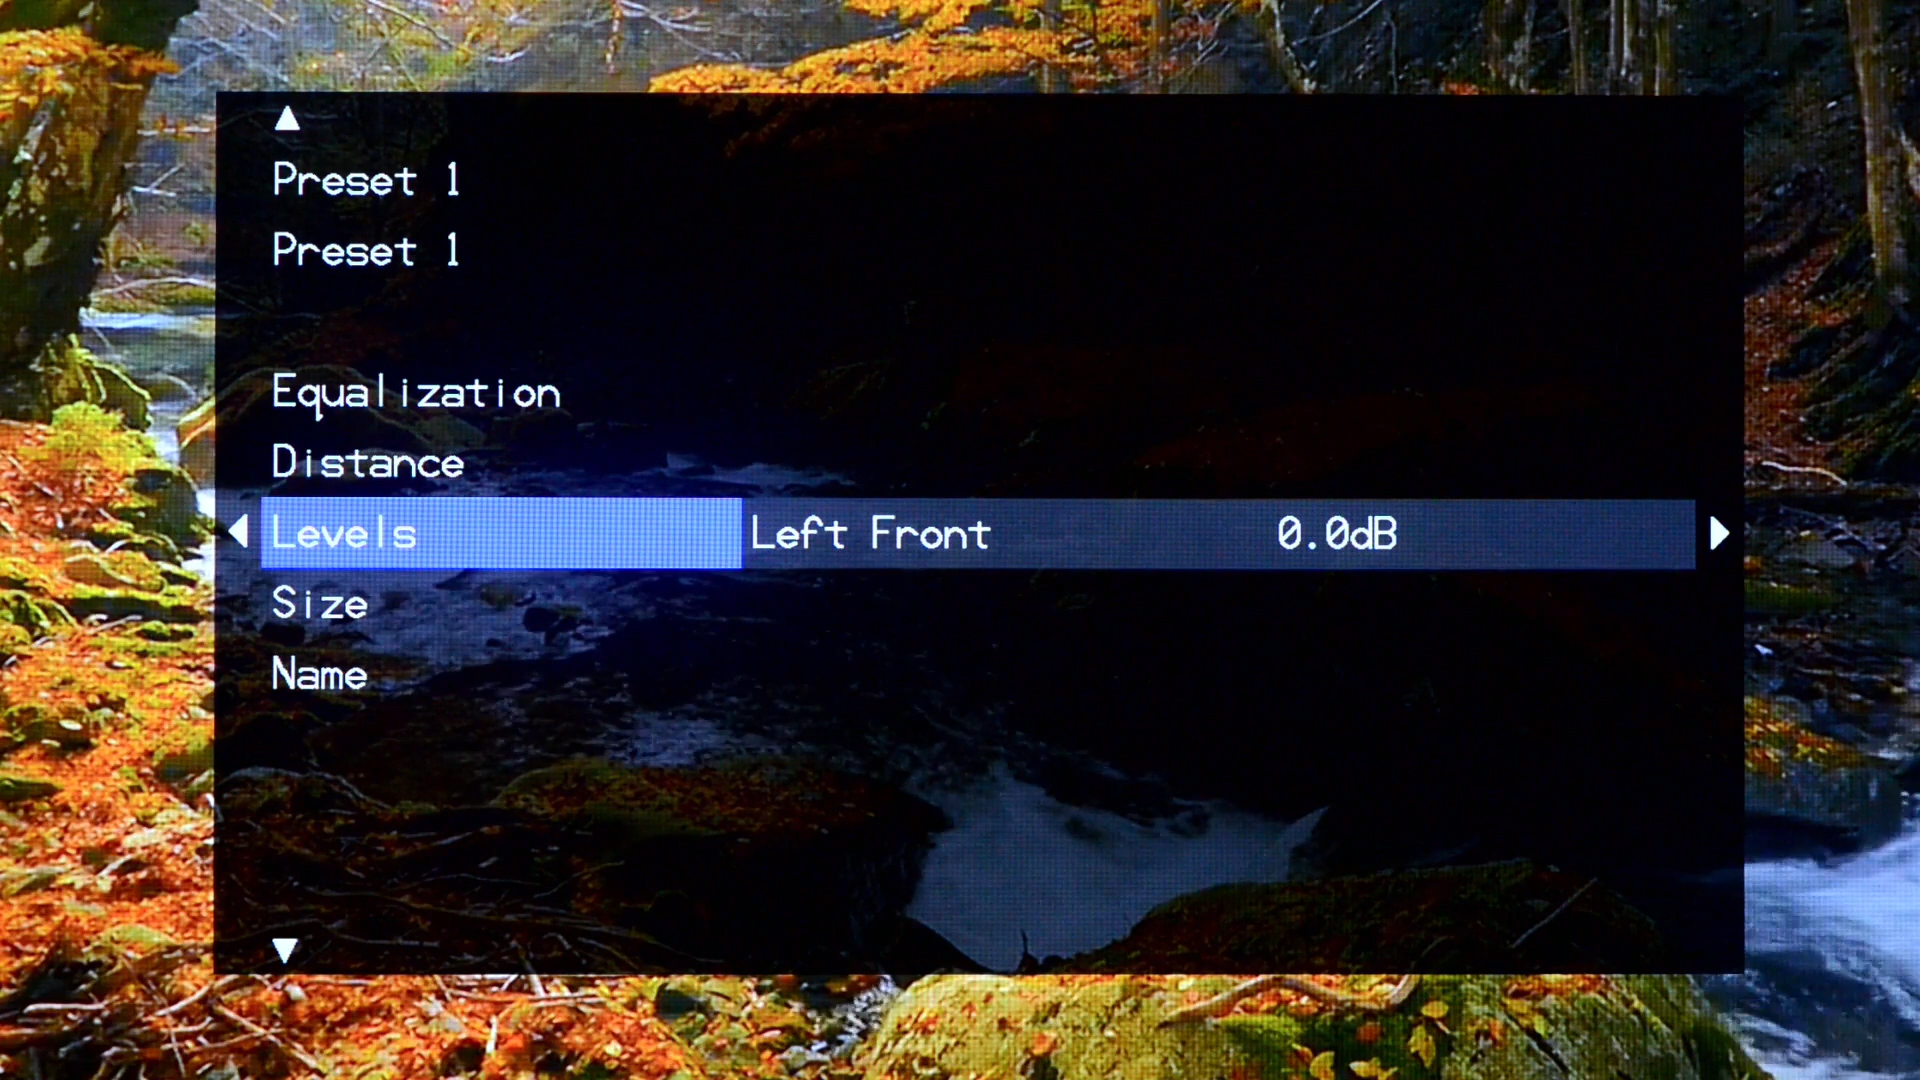 Preset 1
Preset 1
Equalization
Distance
Levels Left Front 0.0dB
Size
Name